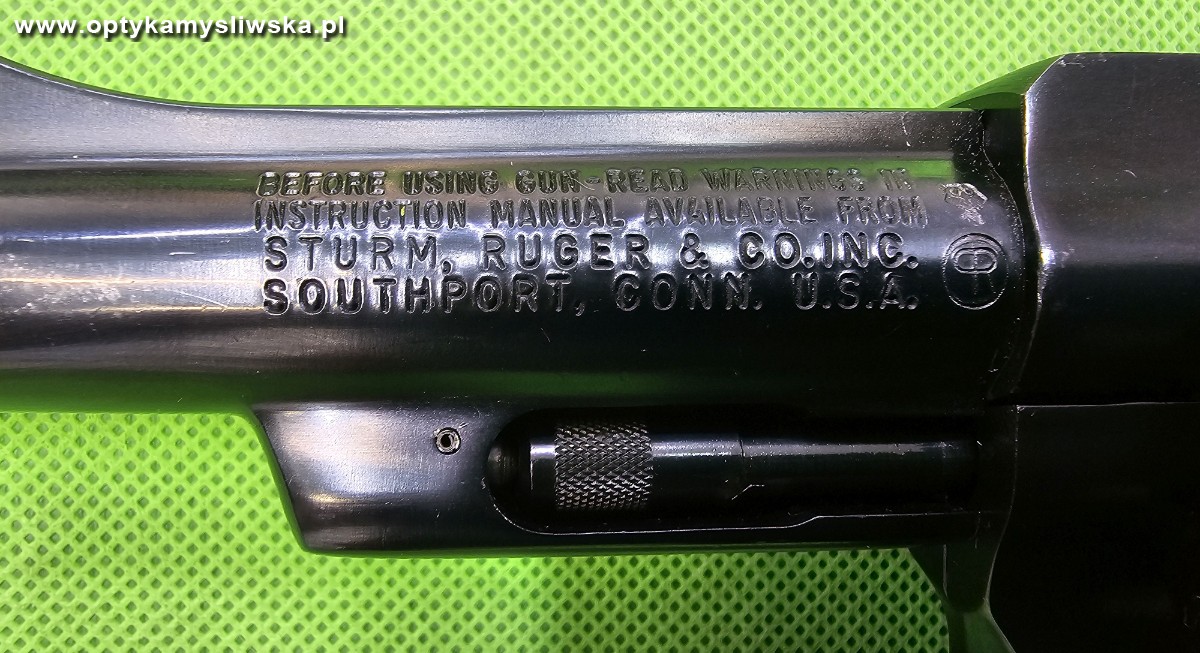 www.optykamysliwska.pl
BEFORE USING GUN-READ WARNINGS IN
INSTRUCTION MANUAL AVAILABLE FROM
STURM, RUGER & CO.INC.
SOUTHPORT, CONN. U.S.A.